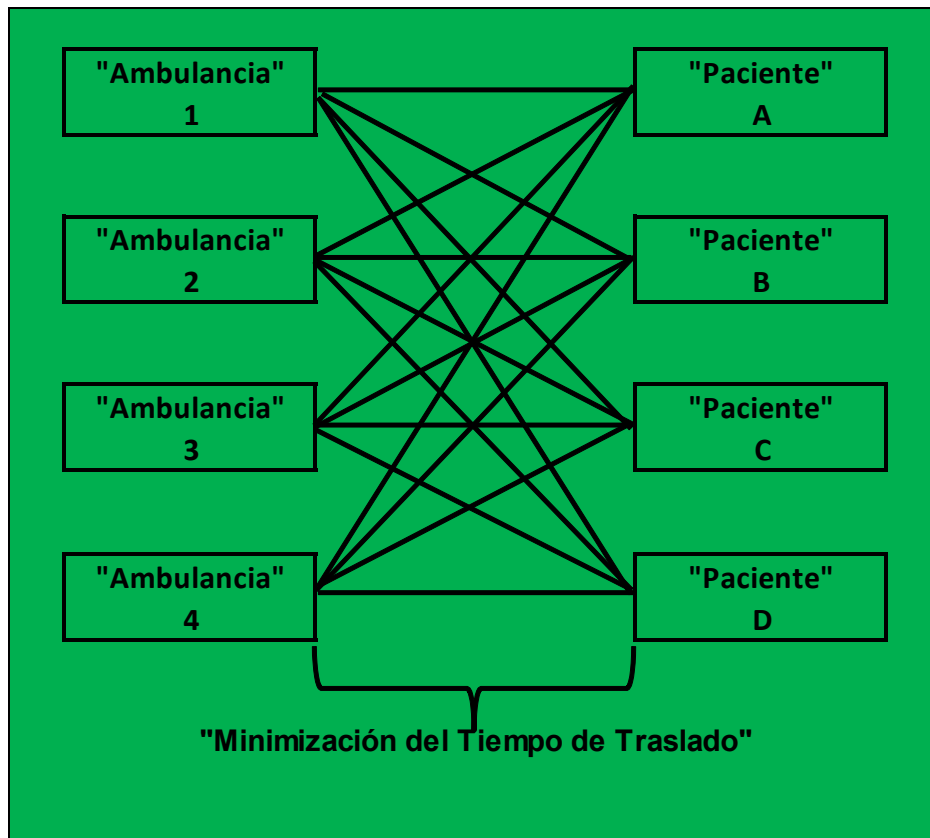 "Ambulancia"
1
"Paciente"
A
"Ambulancia"
2
"Paciente"
B
"Ambulancia"
3
"Paciente"
C
"Ambulancia"
4
"Paciente"
D
"Minimización del Tiempo de Traslado"